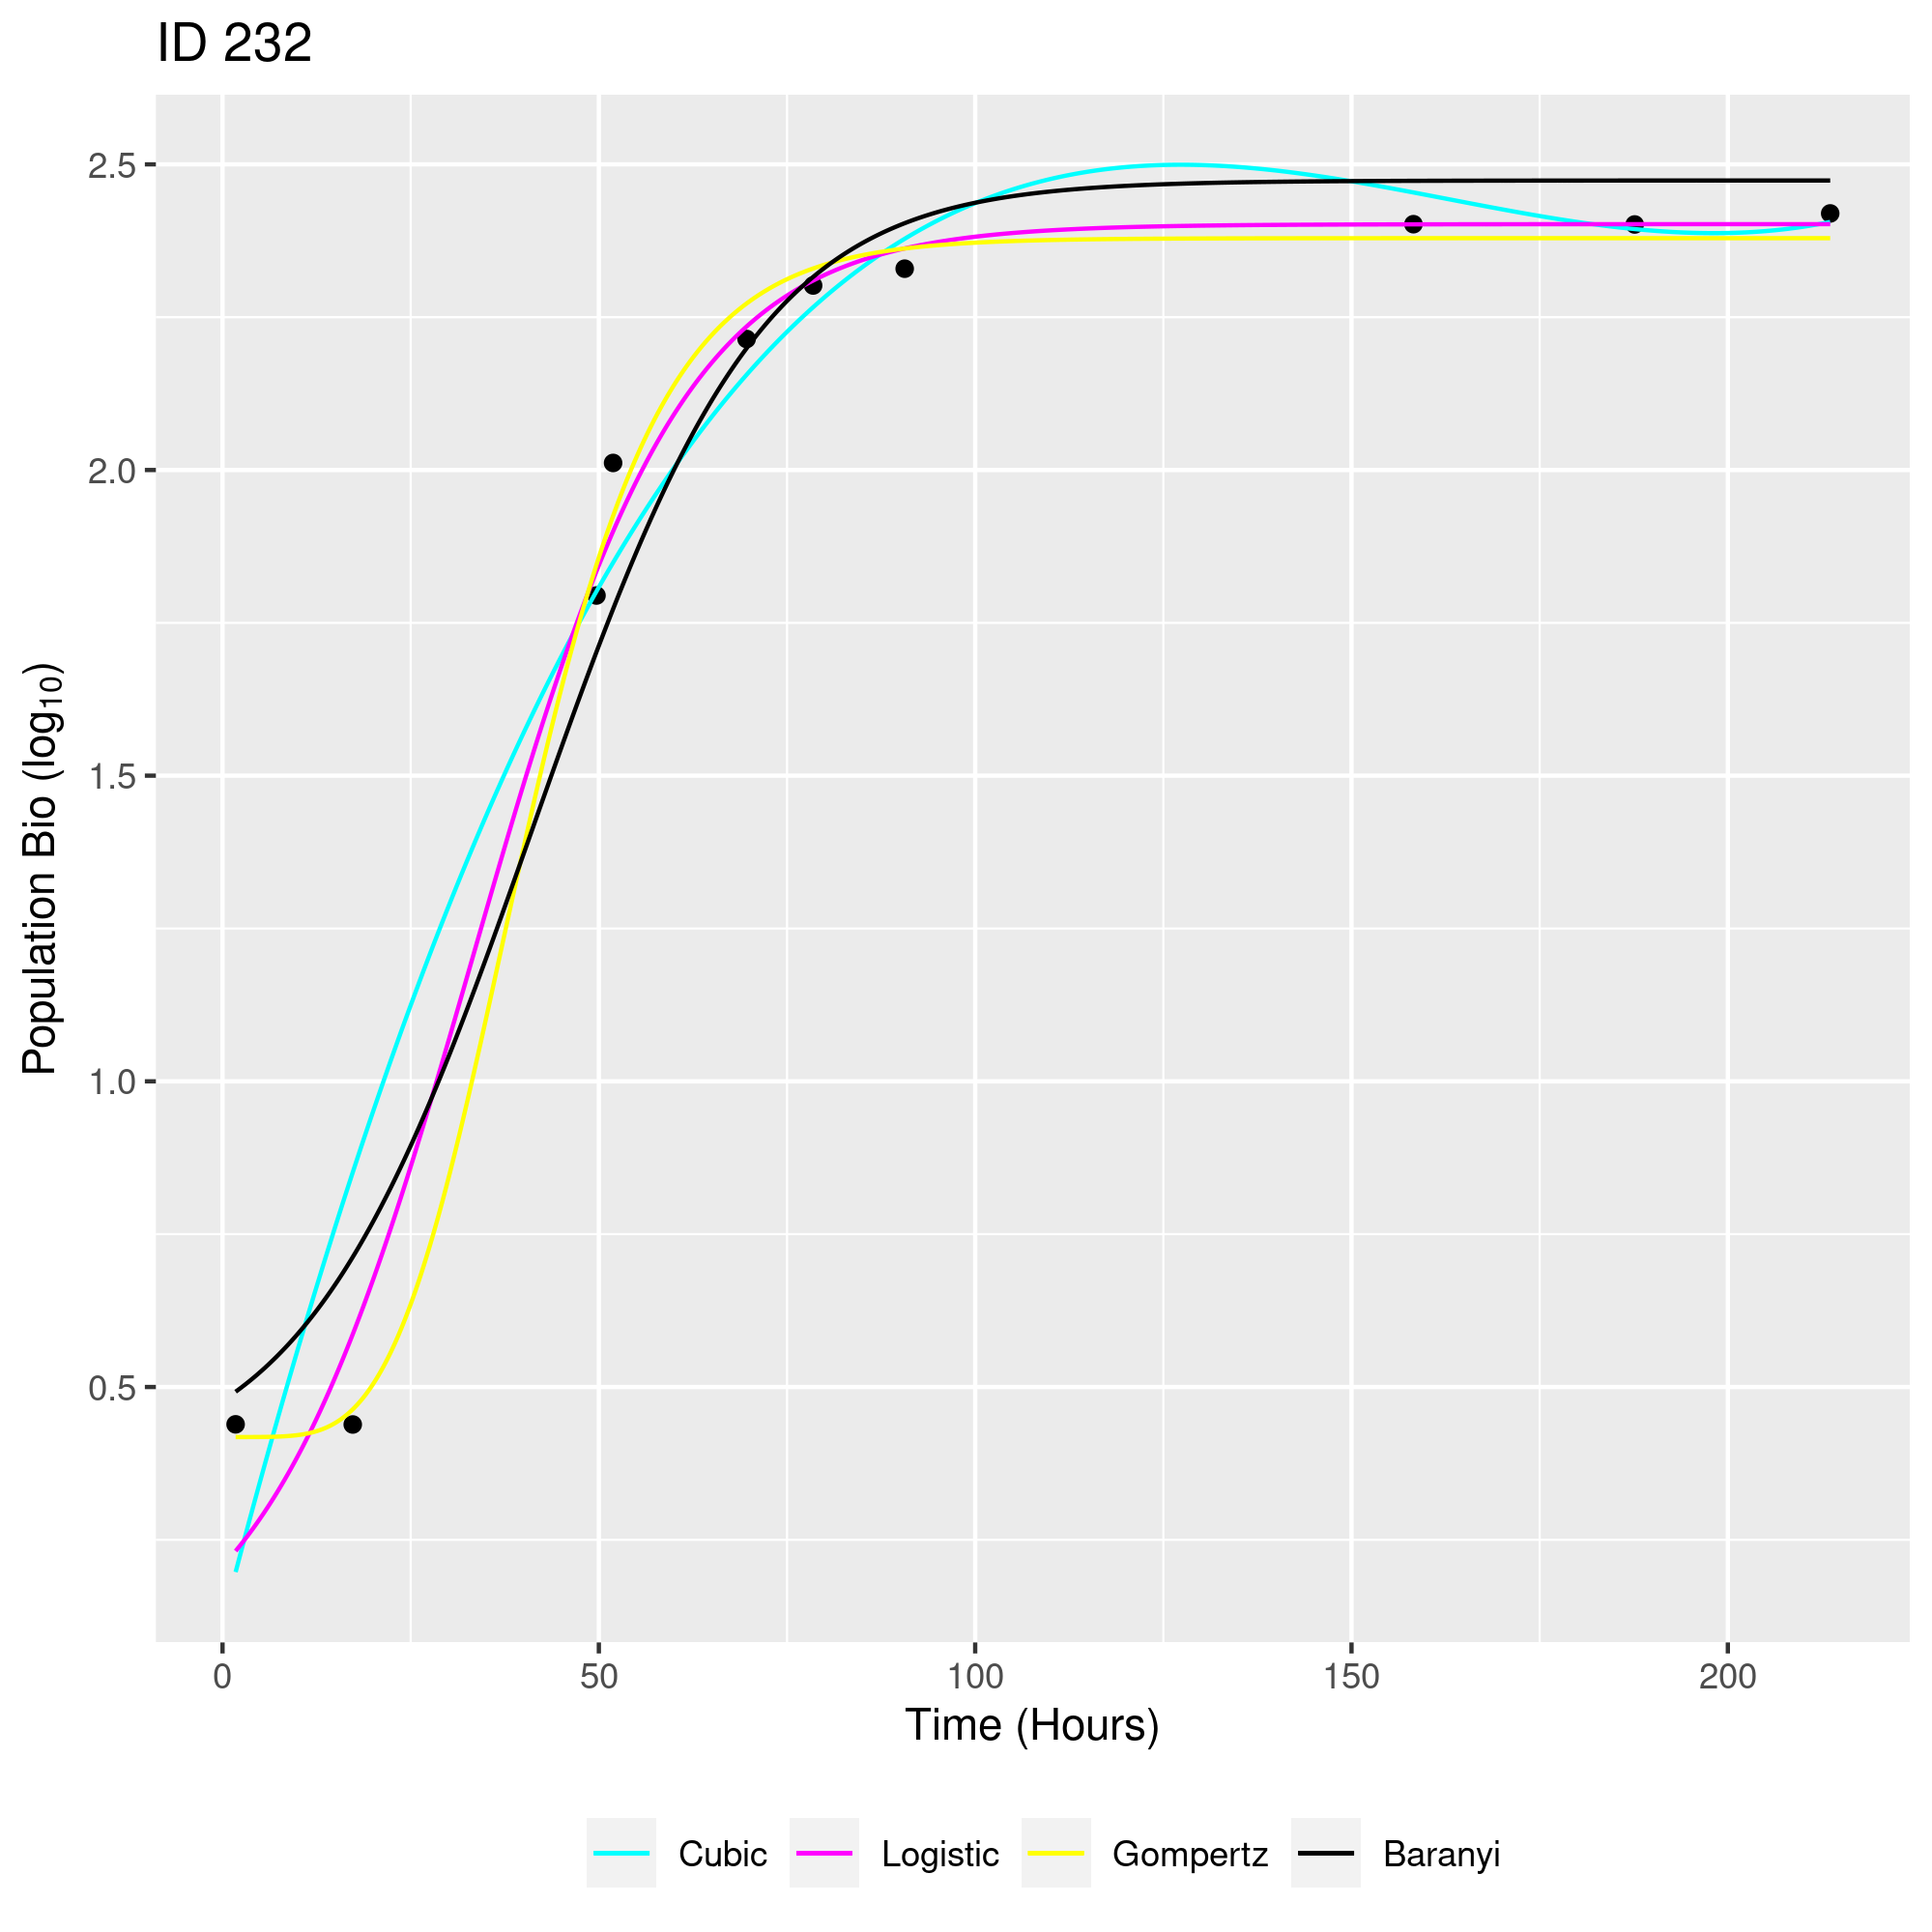 ID 232
2.5
2.0
1.5
1.0
0.5
Population Bio (log₁₀)
0 50 100 150 200
Time (Hours)
Cubic Logistic Gompertz Baranyi